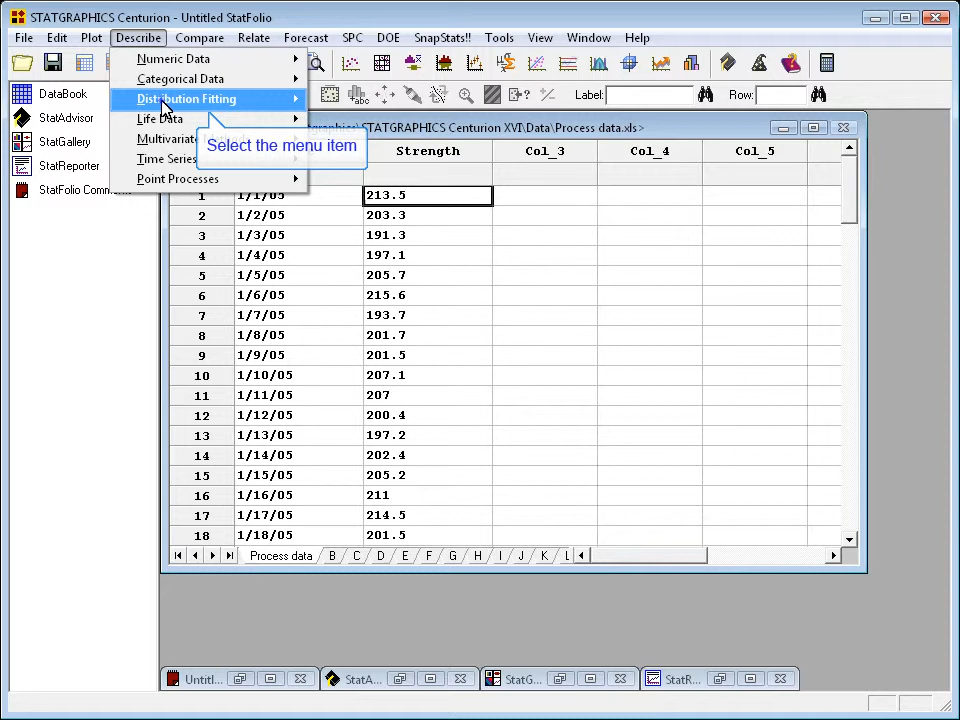 STATGRAPHICS Centurion - Untitled StatFolio
File Edit Plot Describe Compare Relate Forecast SPC DOE SnapStats!! Tools View Window Help
Label: Row:
Numeric Data
Categorical Data
Distribution Fitting
Life Data
Multivariate
Time Series
Point Processes
Select the menu item
DataBook
StatAdvisor
StatGallery
StatReporter
StatFolio Comm
graphics\STATGRAPHICS Centurion XVI\Data\Process data.xls>
Strength Col_3 Col_4 Col_5
1 1/1/05 213.5
2 1/2/05 203.3
3 1/3/05 191.3
4 1/4/05 197.1
5 1/5/05 205.7
6 1/6/05 215.6
7 1/7/05 193.7
8 1/8/05 201.7
9 1/9/05 201.5
10 1/10/05 207.1
11 1/11/05 207
12 1/12/05 200.4
13 1/13/05 197.2
14 1/14/05 202.4
15 1/15/05 205.2
16 1/16/05 211
17 1/17/05 214.5
18 1/18/05 201.5
Process data B C D E F G H I J K L
Untitl... StatA... StatG... StatR...